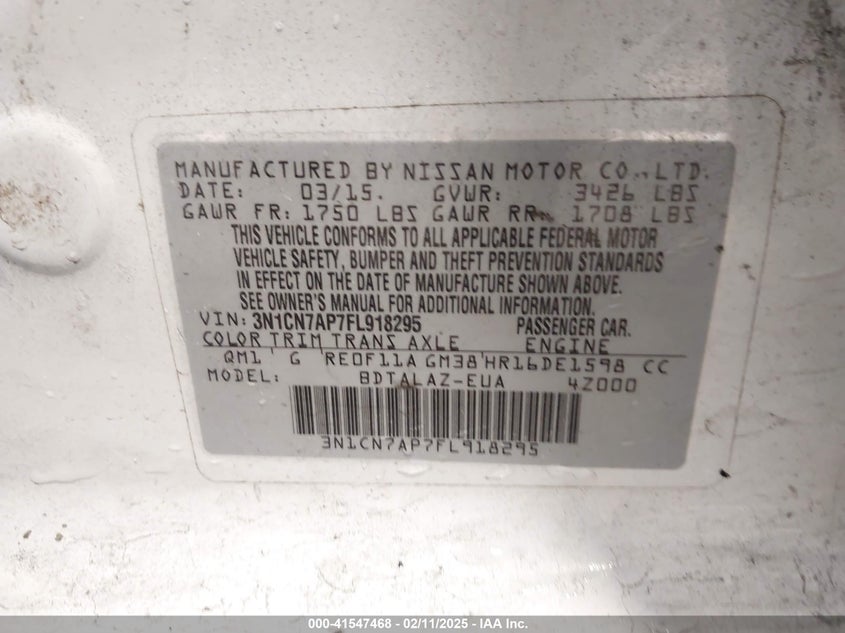 MANUFACTURED BY NISSAN MOTOR CO., LTD.
DATE: 03/15. GVWR: 3426 LBS
GAWR FR: 1750 LBS GAWR RR: 1708 LBS
THIS VEHICLE CONFORMS TO ALL APPLICABLE FEDERAL MOTOR
VEHICLE SAFETY, BUMPER AND THEFT PREVENTION STANDARDS
IN EFFECT ON THE DATE OF MANUFACTURE SHOWN ABOVE.
SEE OWNER'S MANUAL FOR ADDITIONAL INFORMATION.
VIN: 3N1CN7AP7FL918295 PASSENGER CAR.
COLOR TRIM TRANS AXLE ENGINE
QM1 G RE0F11A GM38 HR16DE1598 CC
MODEL: BDTALAZ-EUA 4Z000
3N1CN7AP7FL918295
000-41547468 - 02/11/2025 - IAA Inc.